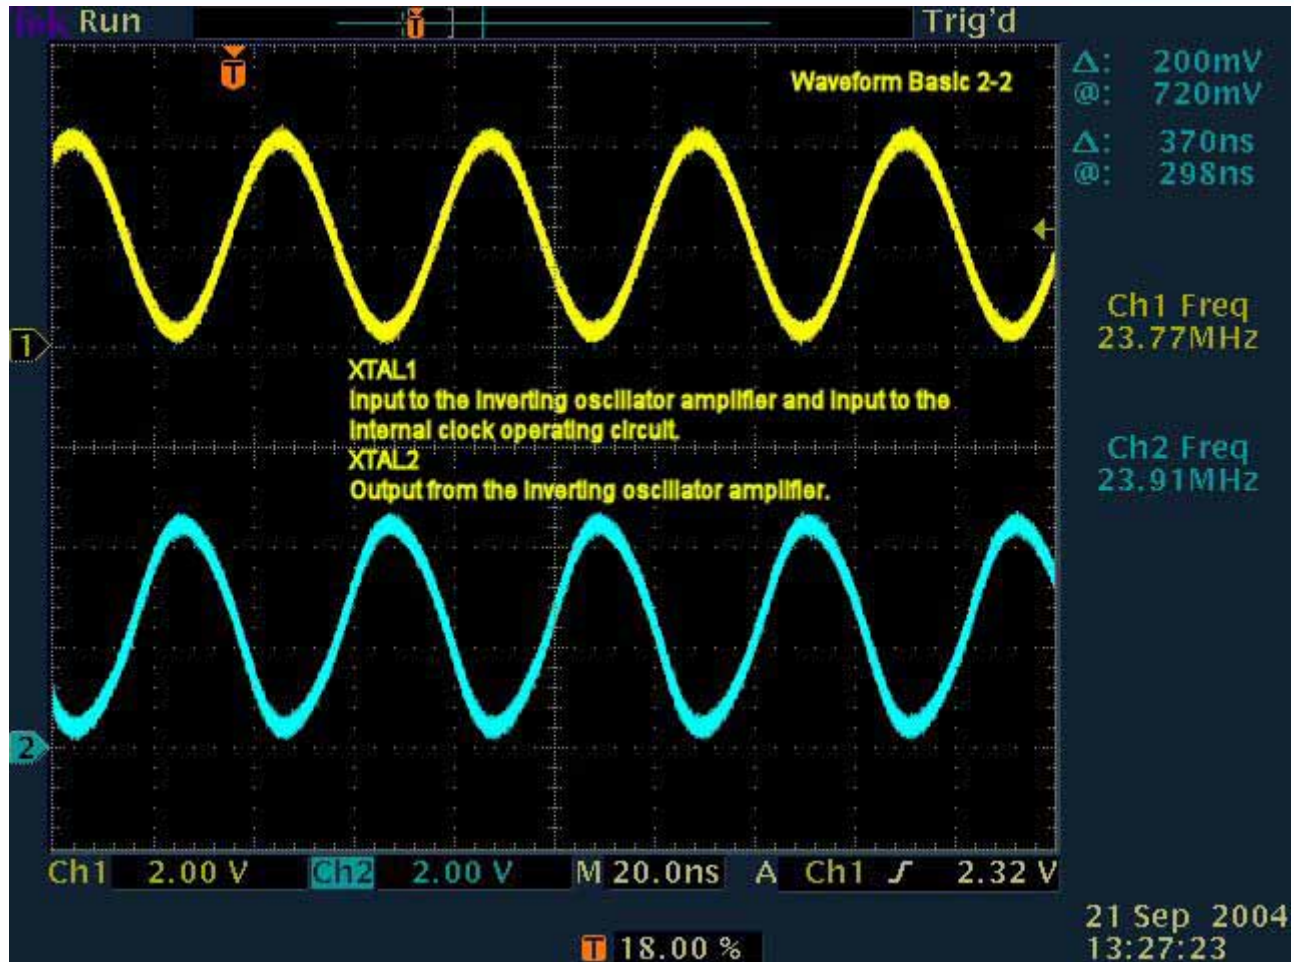 Run
Trig'd
T
T
Waveform Basic 2-2
Δ: 200mV
@: 720mV
Δ: 370ns
@: 298ns
Ch1 Freq
23.77MHz
1
XTAL1
Input to the inverting oscillator amplifier and input to the
internal clock operating circuit.
XTAL2
Output from the inverting oscillator amplifier.
Ch2 Freq
23.91MHz
2
Ch1 2.00 V Ch2 2.00 V M 20.0ns A Ch1 2.32 V
T 18.00 %
21 Sep 2004
13:27:23